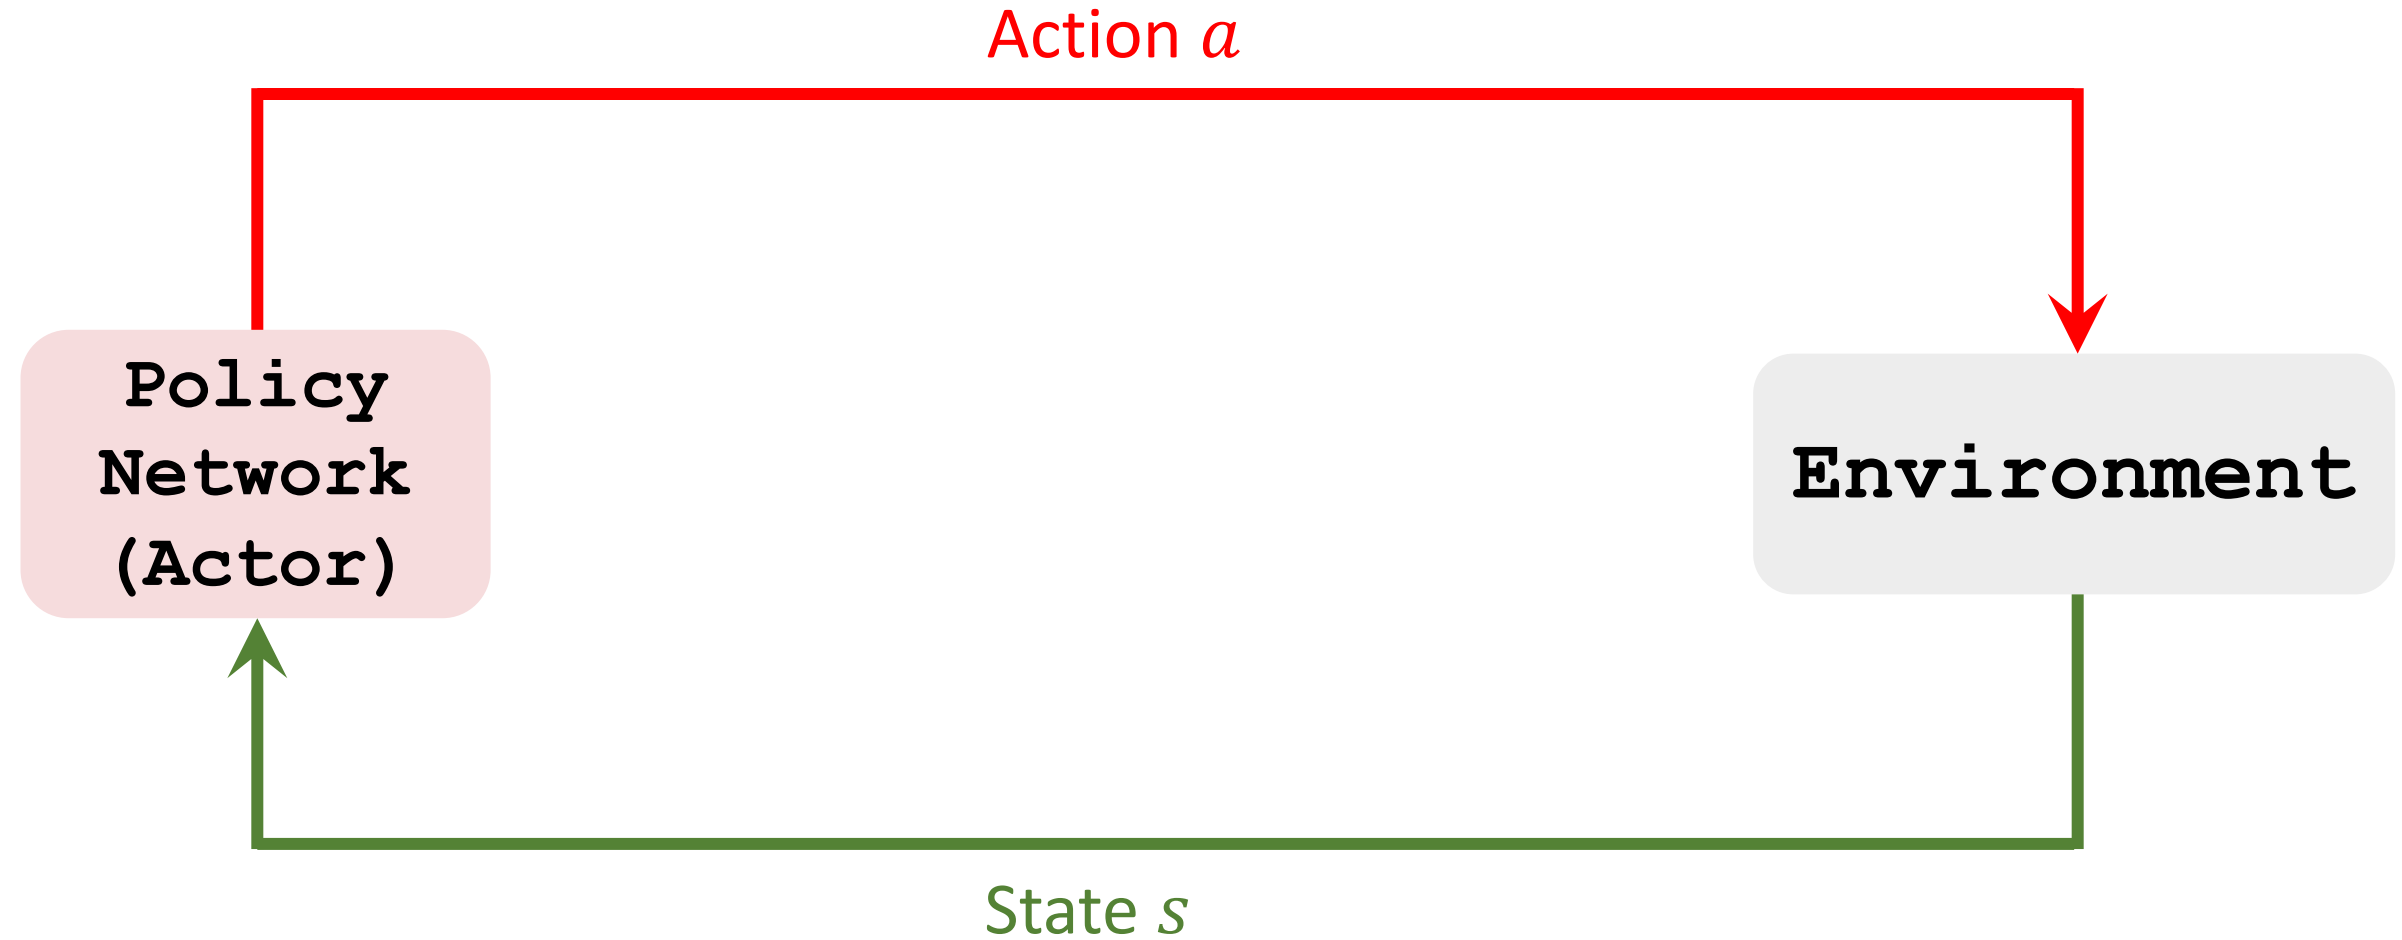 Action a
Policy
Network
(Actor)
Environment
State s